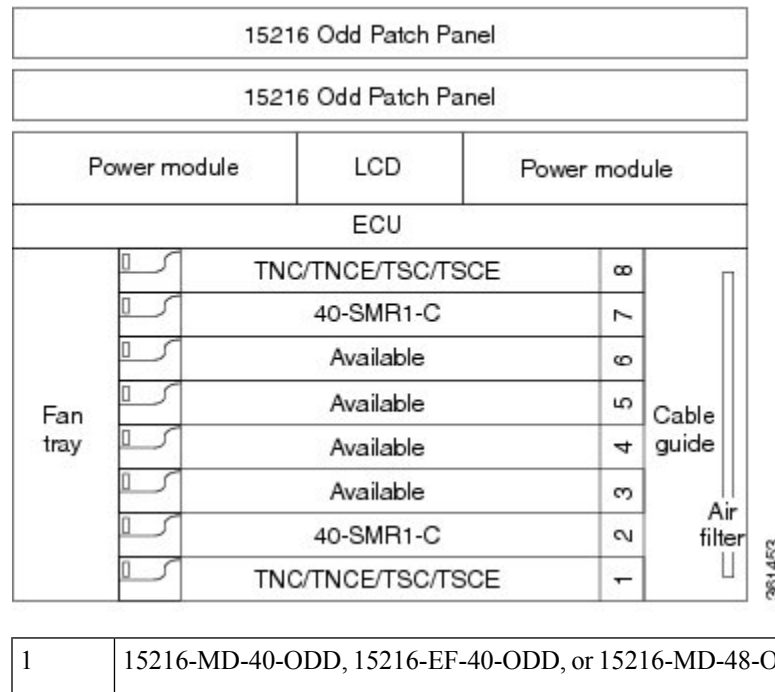 15216 Odd Patch Panel
15216 Odd Patch Panel
Power module LCD Power module
ECU
TNC/TNCE/TSC/TSCE 8
40-SMR1-C 7
Available 6
Available 5
Available 4
Available 3
40-SMR1-C 2
TNC/TNCE/TSC/TSCE 1
Fan
tray
Cable
guide
Air
filter
361453
1 15216-MD-40-ODD, 15216-EF-40-ODD, or 15216-MD-48-O